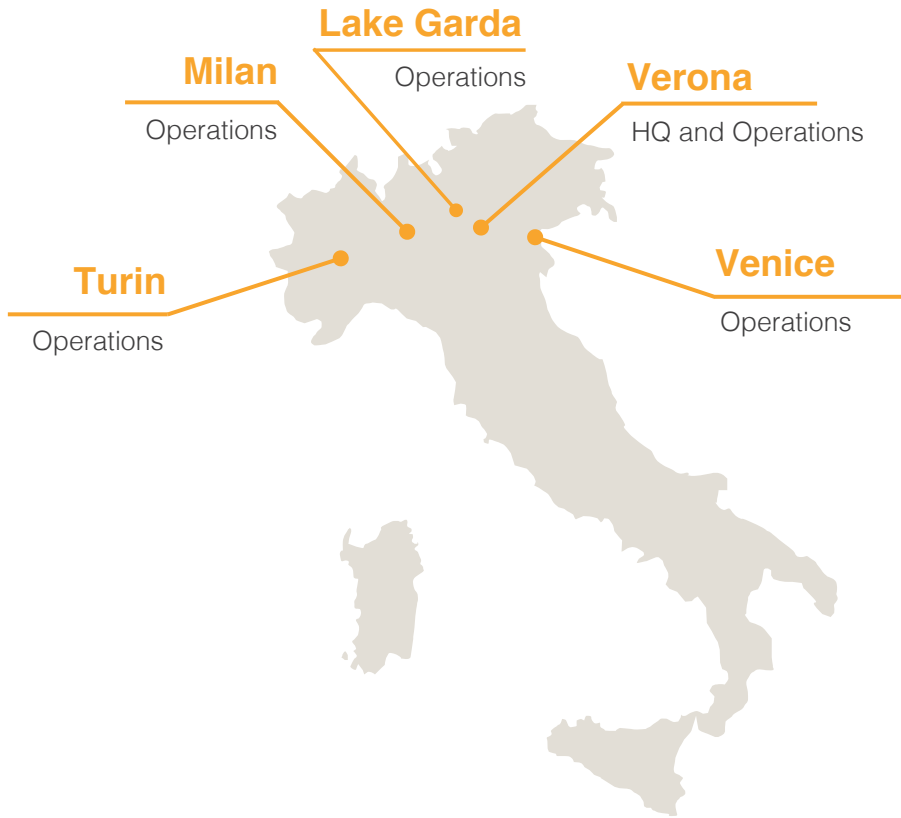 Lake Garda
Operations
Milan
Operations
Verona
HQ and Operations
Turin
Operations
Venice
Operations